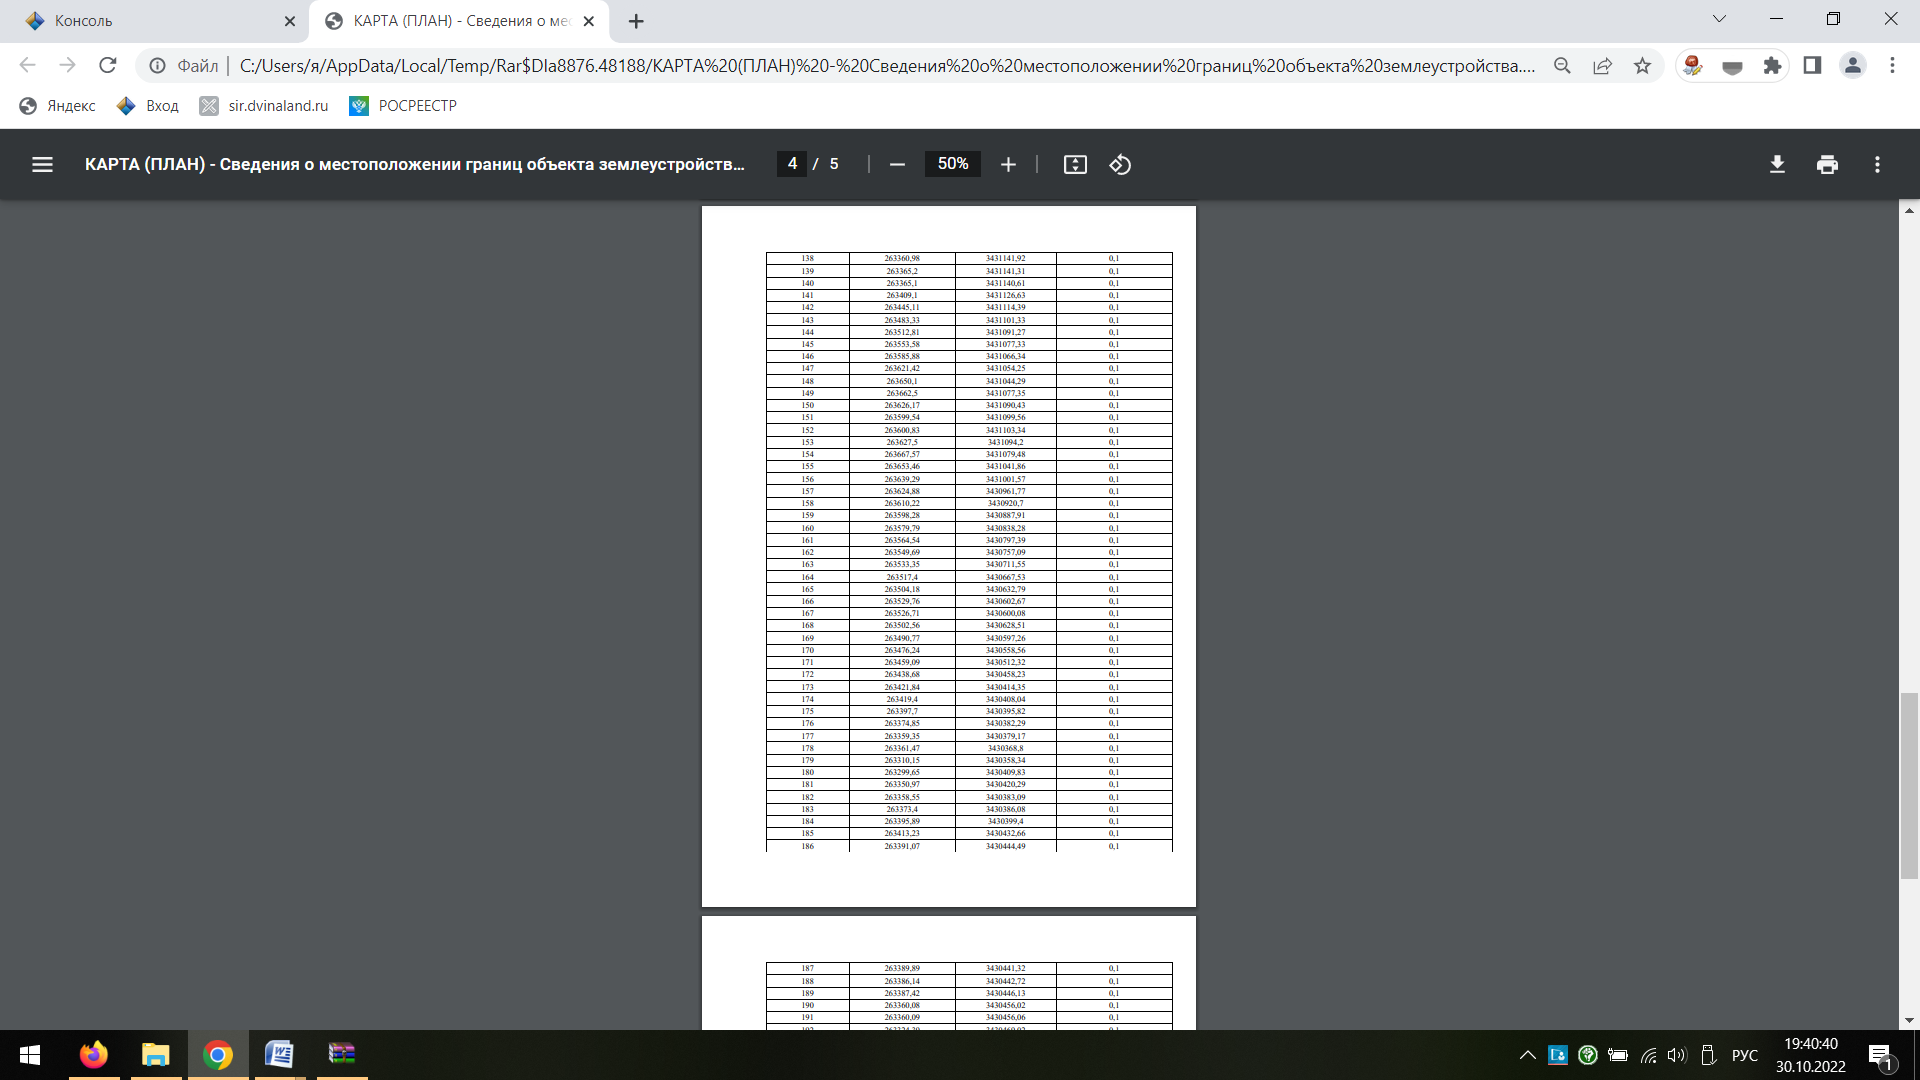 Консоль
КАРТА (ПЛАН) - Сведения о ме
Файл C:/Users/я/AppData/Local/Temp/Rar$DIa8876.48188/КАРТА%20(ПЛАН)%20-%20Сведения%20о%20местоположении%20границ%20объекта%20землеустройства....
Яндекс Вход sir.dvinaland.ru РОСРЕЕСТР
КАРТА (ПЛАН) - Сведения о местоположении границ объекта землеустройств... 4 / 5 50%
138 263360,98 3431141,92 0,1
139 263365,2 3431141,31 0,1
140 263365,1 3431140,61 0,1
141 263409,1 3431126,63 0,1
142 263445,11 3431114,39 0,1
143 263483,33 3431101,33 0,1
144 263512,81 3431091,27 0,1
145 263553,58 3431077,33 0,1
146 263585,88 3431066,34 0,1
147 263621,42 3431054,25 0,1
148 263650,1 3431044,29 0,1
149 263662,5 3431077,35 0,1
150 263626,17 3431090,43 0,1
151 263599,54 3431099,56 0,1
152 263600,83 3431103,34 0,1
153 263627,5 3431094,2 0,1
154 263667,57 3431079,48 0,1
155 263653,46 3431041,86 0,1
156 263639,29 3431001,57 0,1
157 263624,88 3430961,77 0,1
158 263610,22 3430920,7 0,1
159 263598,28 3430887,91 0,1
160 263579,79 3430838,28 0,1
161 263564,54 3430797,39 0,1
162 263549,69 3430757,09 0,1
163 263533,35 3430711,55 0,1
164 263517,4 3430667,53 0,1
165 263504,18 3430632,79 0,1
166 263529,76 3430602,67 0,1
167 263526,71 3430600,08 0,1
168 263502,56 3430628,51 0,1
169 263490,77 3430597,26 0,1
170 263476,24 3430558,56 0,1
171 263459,09 3430512,32 0,1
172 263438,68 3430458,23 0,1
173 263421,84 3430414,35 0,1
174 263419,4 3430408,04 0,1
175 263397,7 3430395,82 0,1
176 263374,85 3430382,29 0,1
177 263359,35 3430379,17 0,1
178 263361,47 3430368,8 0,1
179 263310,15 3430358,34 0,1
180 263299,65 3430409,83 0,1
181 263350,97 3430420,29 0,1
182 263358,55 3430383,09 0,1
183 263373,4 3430386,08 0,1
184 263395,89 3430399,4 0,1
185 263413,23 3430432,66 0,1
186 263391,07 3430444,49 0,1
187 263389,89 3430441,32 0,1
188 263386,14 3430442,72 0,1
189 263387,42 3430446,13 0,1
190 263360,08 3430456,02 0,1
191 263360,09 3430456,06 0,1
РУС
19:40:40
30.10.2022
1